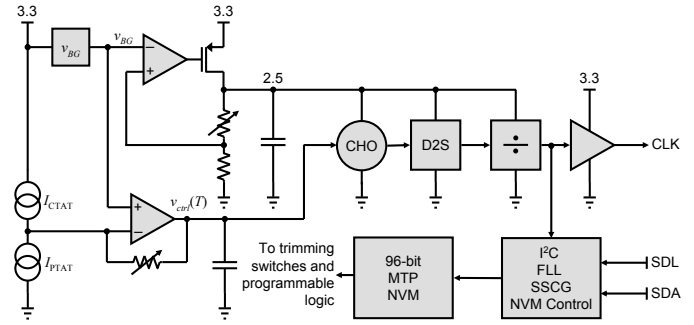 3.3
3.3
v_BG
v_BG
2.5
3.3
CHO
D2S
÷
CLK
I_CTAT
v_ctrl(T)
I_PTAT
To trimming
switches and
programmable
logic
96-bit
MTP
NVM
I²C
FLL
SSCG
NVM Control
SDL
SDA